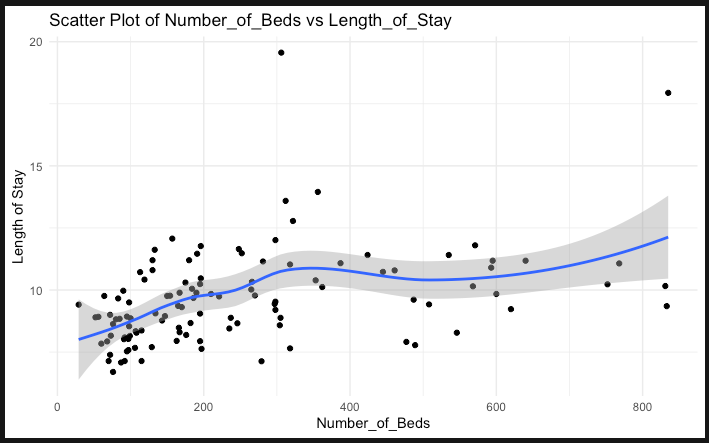 Scatter Plot of Number_of_Beds vs Length_of_Stay
20
15
10
Length of Stay
0
200
400
600
800
Number_of_Beds